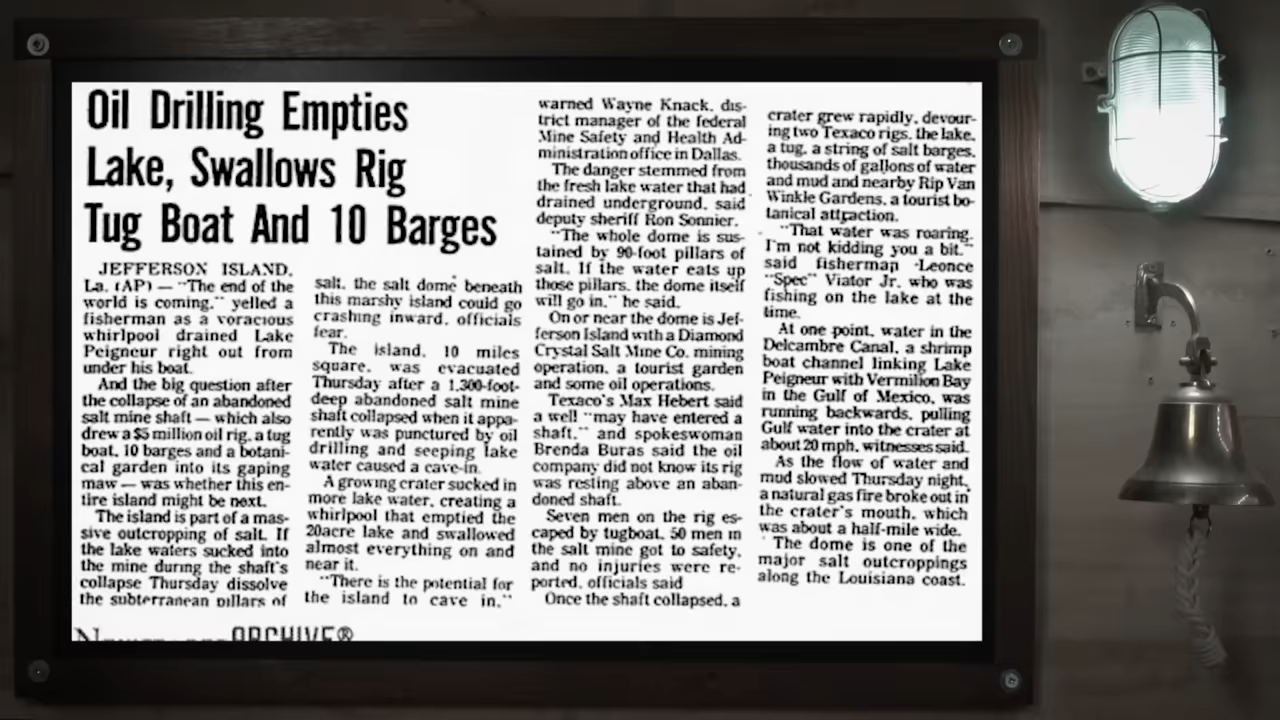 Oil Drilling Empties
Lake, Swallows Rig
Tug Boat And 10 Barges
JEFFERSON ISLAND,
La. (AP) — "The end of the
world is coming," yelled a
fisherman as a voracious
whirlpool drained Lake
Peigneur right out from
under his boat.
And the big question after
the collapse of an abandoned
salt mine shaft — which also
drew a $5 million oil rig, a tug
boat, 10 barges and a botani-
cal garden into its gaping
maw — was whether this en-
tire island might be next.
The island is part of a mas-
sive outcropping of salt. If
the lake waters sucked into
the mine during the shaft's
collapse Thursday dissolve
the subterranean pillars of
salt, the salt dome beneath
this marshy island could go
crashing inward, officials
fear.
The island, 10 miles
square, was evacuated
Thursday after a 1,300-foot-
deep abandoned salt mine
shaft collapsed when it appa-
rently was punctured by oil
drilling and seeping lake
water caused a cave-in.
A growing crater sucked in
more lake water, creating a
whirlpool that emptied the
20acre lake and swallowed
almost everything on and
near it.
"There is the potential for
the island to cave in,"
warned Wayne Knack, dis-
trict manager of the federal
Mine Safety and Health Ad-
ministration office in Dallas.
The danger stemmed from
the fresh lake water that had
drained underground, said
deputy sheriff Ron Sonnier.
"The whole dome is sus-
tained by 90-foot pillars of
salt. If the water eats up
those pillars, the dome itself
will go in," he said.
On or near the dome is Jef-
ferson Island with a Diamond
Crystal Salt Mine Co. mining
operation, a tourist garden
and some oil operations.
Texaco's Max Hebert said
a well "may have entered a
shaft," and spokeswoman
Brenda Buras said the oil
company did not know its rig
was resting above an aban-
doned shaft.
Seven men on the rig es-
caped by tugboat, 50 men in
the salt mine got to safety,
and no injuries were re-
ported, officials said
Once the shaft collapsed, a
crater grew rapidly, devour-
ing two Texaco rigs, the lake,
a tug, a string of salt barges,
thousands of gallons of water
and mud and nearby Rip Van
Winkle Gardens, a tourist bo-
tanical attraction.
"That water was roaring.
I'm not kidding you a bit."
said fisherman Leonce
"Spec" Viator Jr. who was
fishing on the lake at the
time.
At one point, water in the
Delcambre Canal, a shrimp
boat channel linking Lake
Peigneur with Vermilion Bay
in the Gulf of Mexico, was
running backwards, pulling
Gulf water into the crater at
about 20 mph, witnesses said.
As the flow of water and
mud slowed Thursday night,
a natural gas fire broke out in
the crater's mouth, which
was about a half-mile wide.
The dome is one of the
major salt outcroppings
along the Louisiana coast.
ARCHIVE®